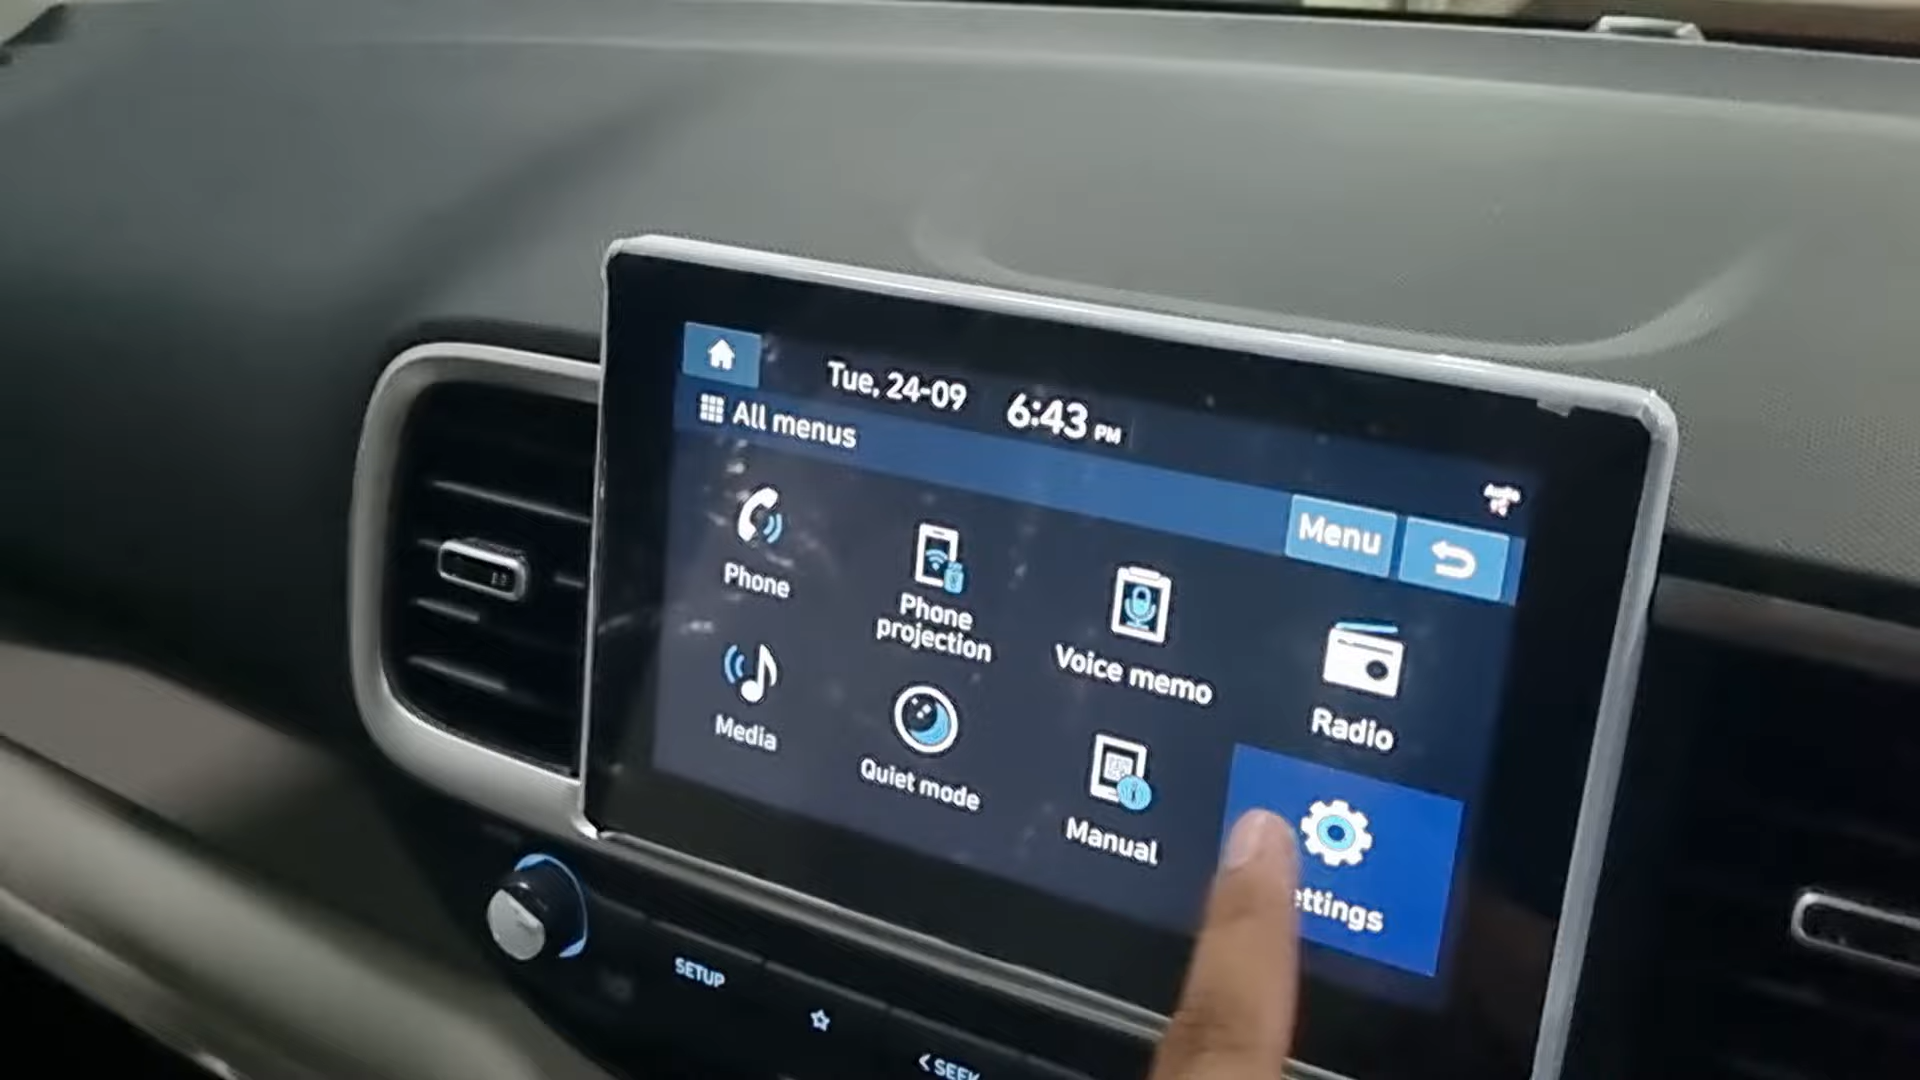 Tue, 24-09 6:43 PM
All menus
Menu
Phone
Phone
projection
Voice memo
Radio
Media
Quiet mode
Manual
ettings
SETUP
< SEEK